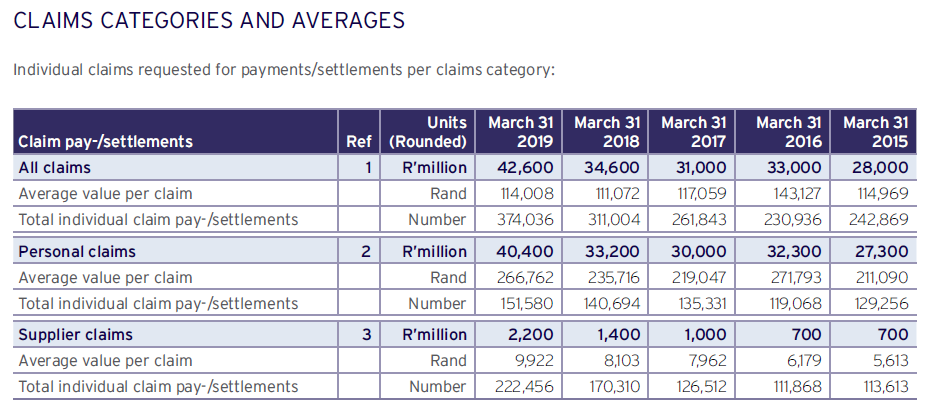 CLAIMS CATEGORIES AND AVERAGES
Individual claims requested for payments/settlements per claims category:
Claim pay-/settlements Ref Units (Rounded) March 31 2019 March 31 2018 March 31 2017 March 31 2016 March 31 2015
All claims 1 R'million 42,600 34,600 31,000 33,000 28,000
Average value per claim Rand 114,008 111,072 117,059 143,127 114,969
Total individual claim pay-/settlements Number 374,036 311,004 261,843 230,936 242,869
Personal claims 2 R'million 40,400 33,200 30,000 32,300 27,300
Average value per claim Rand 266,762 235,716 219,047 271,793 211,090
Total individual claim pay-/settlements Number 151,580 140,694 135,331 119,068 129,256
Supplier claims 3 R'million 2,200 1,400 1,000 700 700
Average value per claim Rand 9,922 8,103 7,962 6,179 5,613
Total individual claim pay-/settlements Number 222,456 170,310 126,512 111,868 113,613